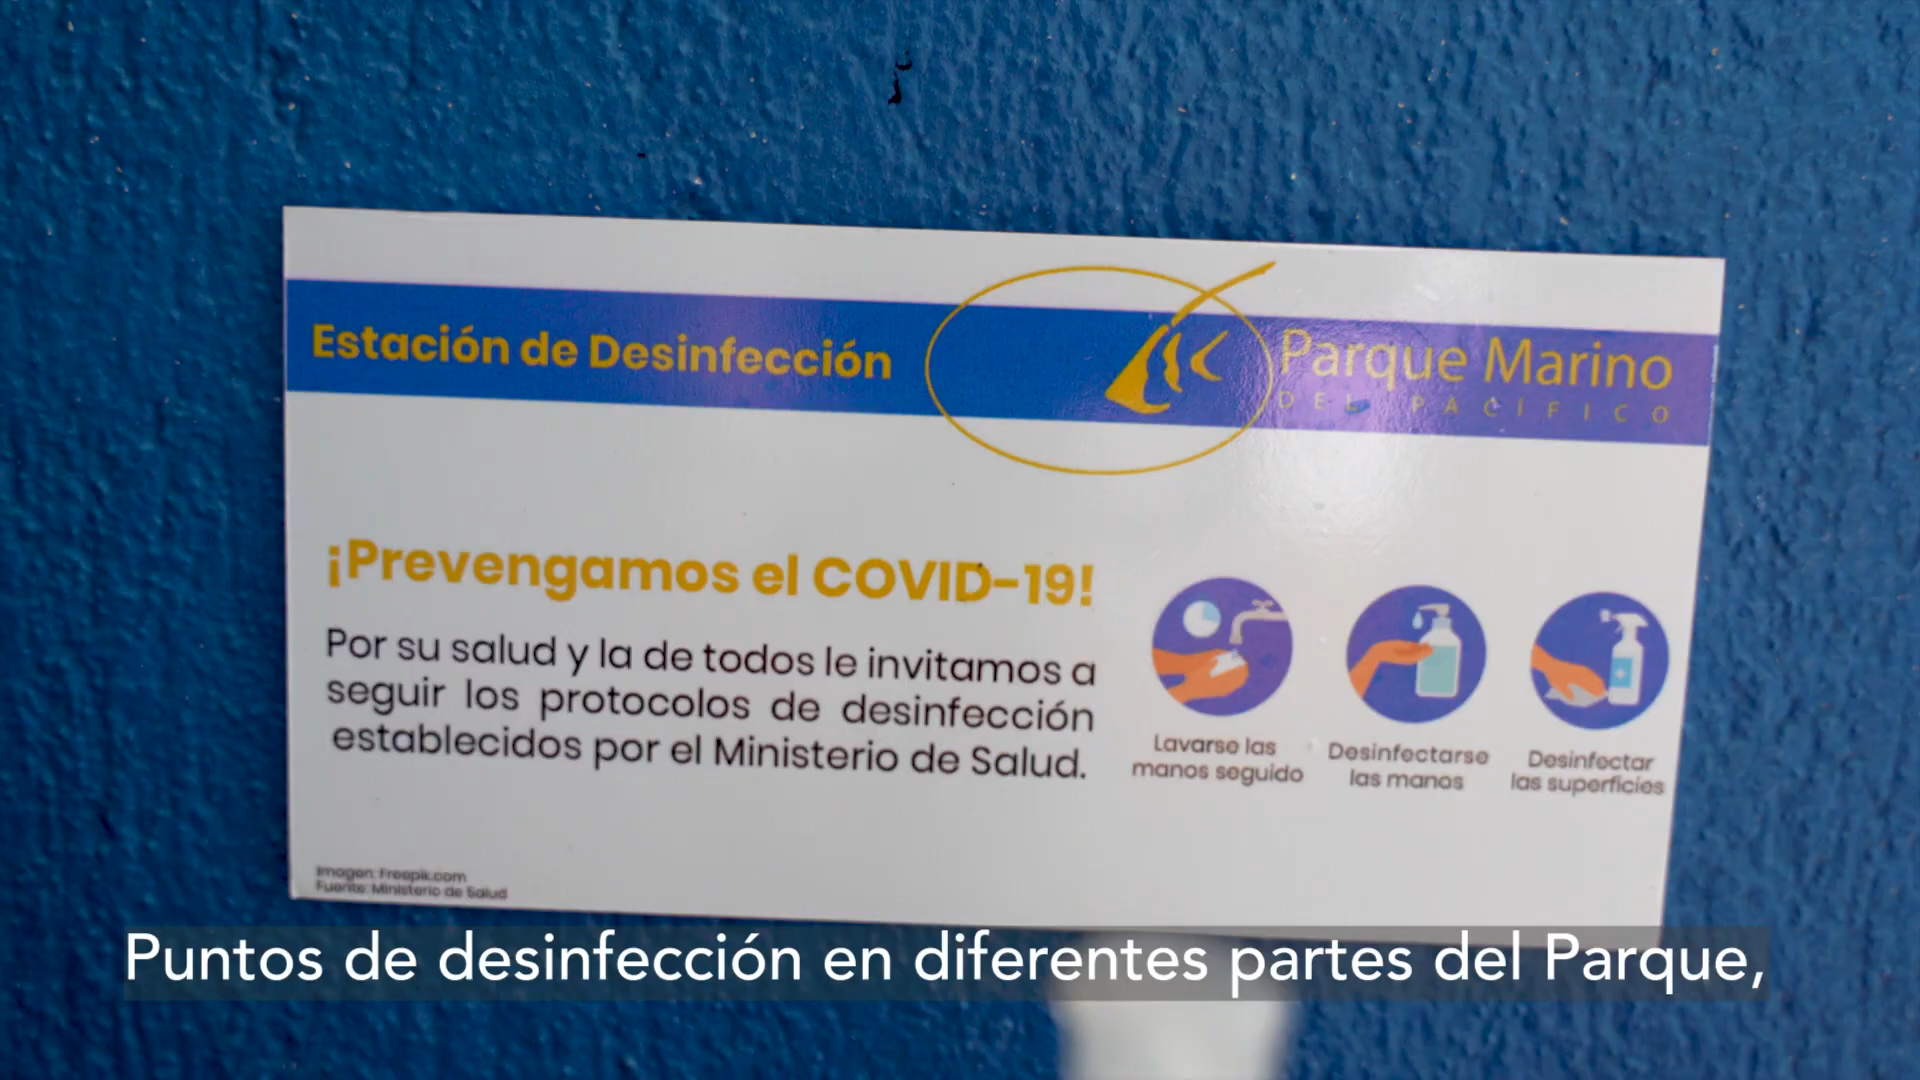 Estación de Desinfección
Parque Marino
DEL PACÍFICO
¡Prevengamos el COVID-19!
Por su salud y la de todos le invitamos a
seguir los protocolos de desinfección
establecidos por el Ministerio de Salud.
Lavarse las
manos seguido
Desinfectarse
las manos
Desinfectar
las superficies
Imagen: Freepik.com
Fuente: Ministerio de Salud
Puntos de desinfección en diferentes partes del Parque,